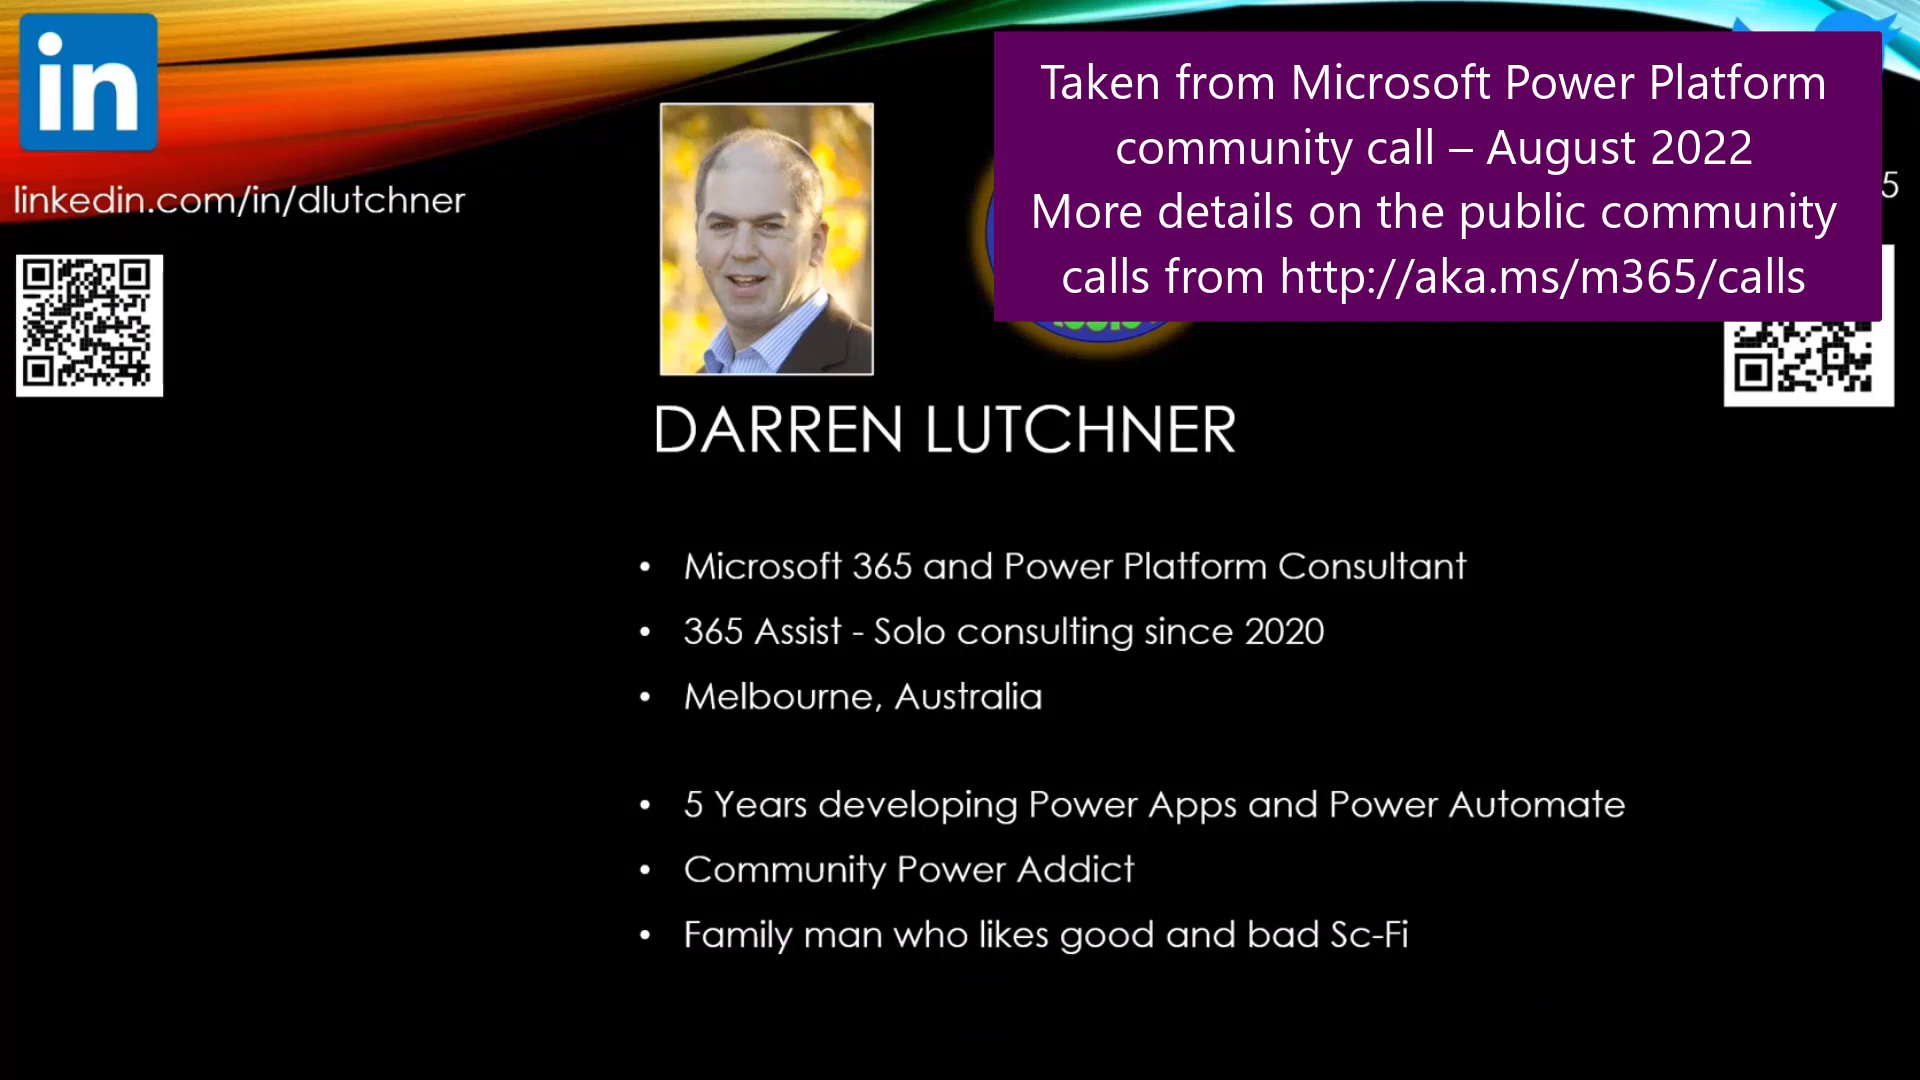 in
linkedin.com/in/dlutchner
Taken from Microsoft Power Platform
community call – August 2022
More details on the public community
calls from http://aka.ms/m365/calls
5
DARREN LUTCHNER
• Microsoft 365 and Power Platform Consultant
• 365 Assist - Solo consulting since 2020
• Melbourne, Australia
• 5 Years developing Power Apps and Power Automate
• Community Power Addict
• Family man who likes good and bad Sc-Fi